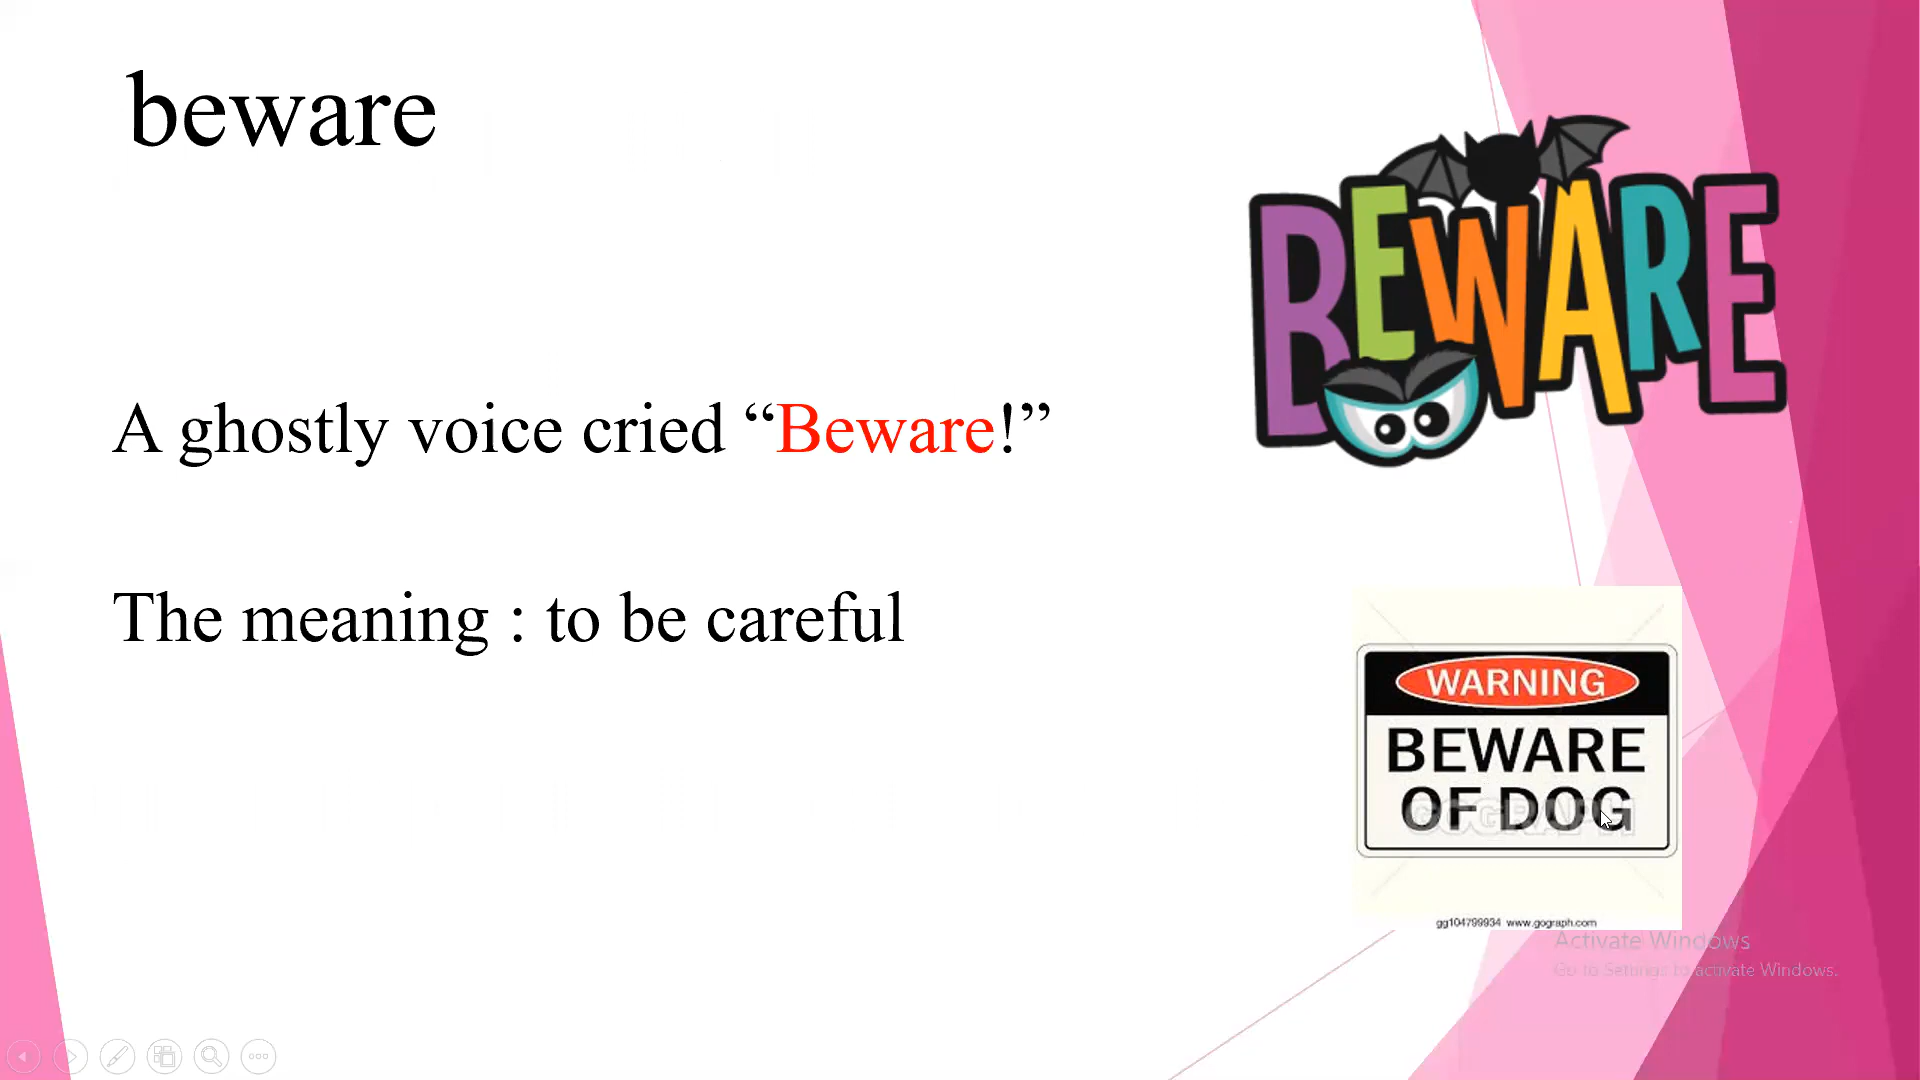 beware
BEWARE
A ghostly voice cried “Beware!”
The meaning : to be careful
WARNING
BEWARE
OF DOG
GOGRAPH
gg104799934 www.gograph.com
Activate Windows
Go to Settings to activate Windows.